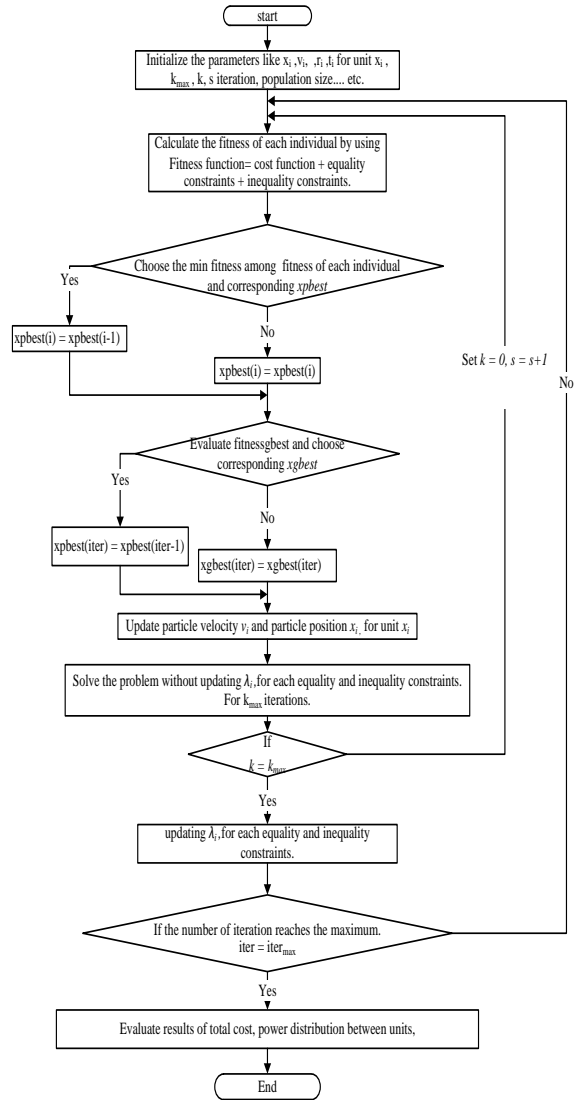 start
Initialize the parameters like xᵢ ,vᵢ, ,rᵢ ,tᵢ for unit xᵢ ,
kmax , k, s iteration, population size.... etc.
Calculate the fitness of each individual by using
Fitness function= cost function + equality
constraints + inequality constraints.
Choose the min fitness among fitness of each individual
and corresponding xpbest
Yes
xpbest(i) = xpbest(i-1)
No
xpbest(i) = xpbest(i)
Set k = 0, s = s+1
No
Evaluate fitnessgbest and choose
corresponding xgbest
Yes
No
xpbest(iter) = xpbest(iter-1)
xgbest(iter) = xgbest(iter)
Update particle velocity vᵢ and particle position xᵢ, for unit xᵢ
Solve the problem without updating λᵢ,for each equality and inequality constraints.
For kmax iterations.
If
k = kmax
Yes
updating λᵢ,for each equality and inequality
constraints.
If the number of iteration reaches the maximum.
iter = itermax
Yes
Evaluate results of total cost, power distribution between units,
End